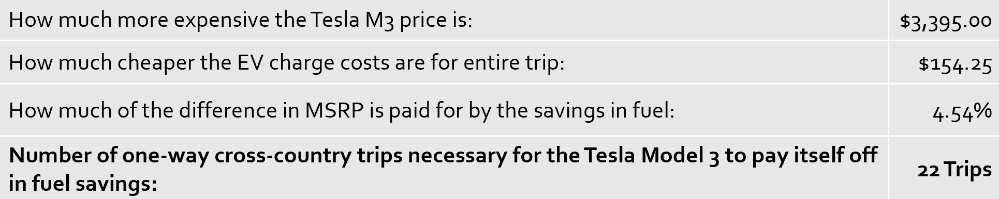 How much more expensive the Tesla M3 price is: $3,395.00
How much cheaper the EV charge costs are for entire trip: $154.25
How much of the difference in MSRP is paid for by the savings in fuel: 4.54%
Number of one-way cross-country trips necessary for the Tesla Model 3 to pay itself off
in fuel savings: 22 Trips